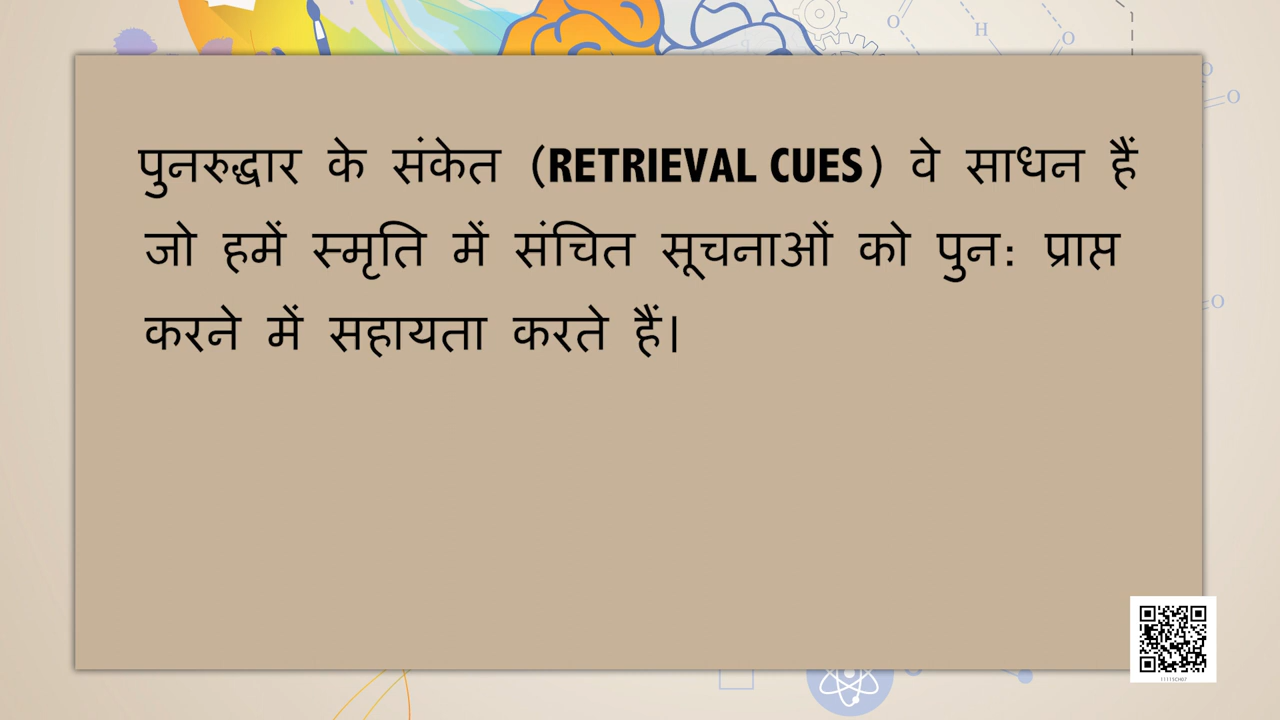 पुनरुद्धार के संकेत (RETRIEVAL CUES) वे साधन हैं
जो हमें स्मृति में संचित सूचनाओं को पुन: प्राप्त
करने में सहायता करते हैं।
O
H
O
O
O
O